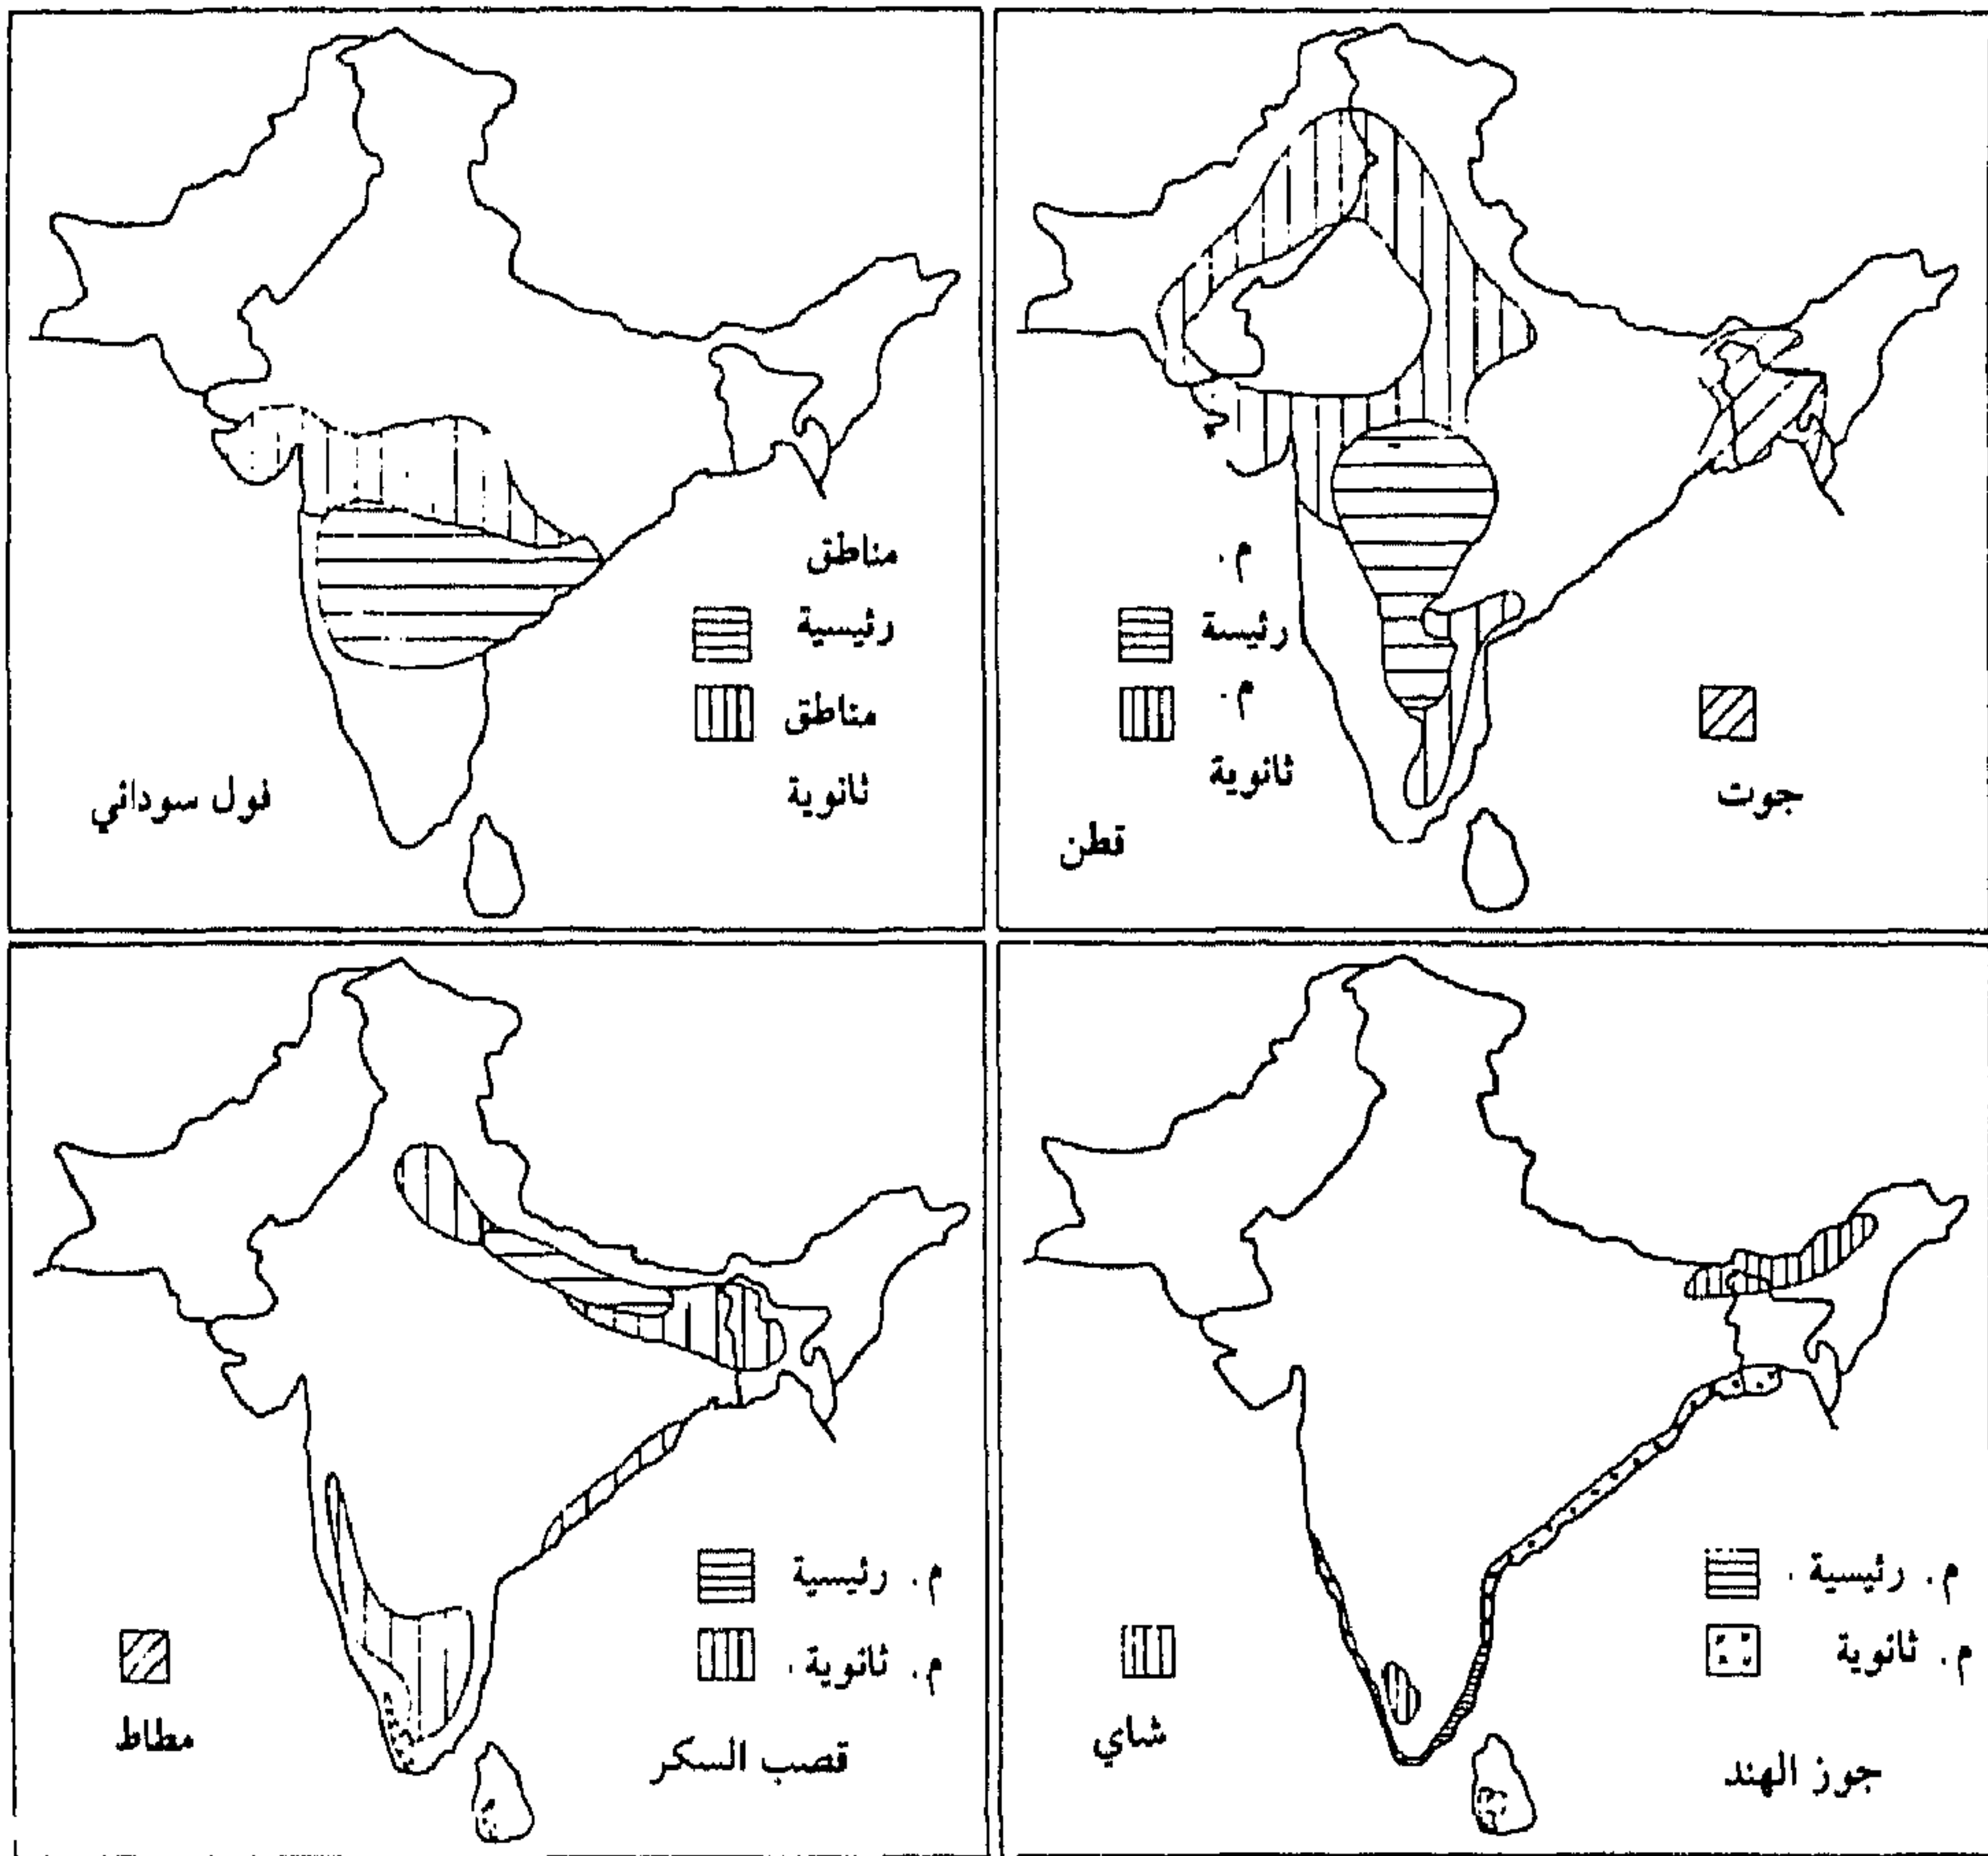 مناطق
رئيسية
مناطق
ثانوية
فول سوداني
م.
رئيسة
م.
ثانوية
قطن
جوت
م. رئيسية
م. ثانوية.
قصب السكر
مطاط
م. رئيسية.
م. ثانوية
جوز الهند
شاي